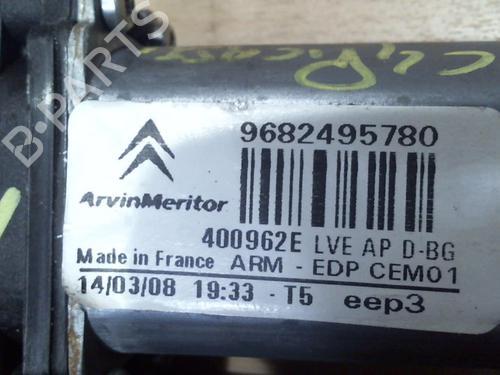 B-PARTS
9682495780
ArvinMeritor
400962E LVE AP D-BG
Made in France ARM - EDP CEM01
14/03/08 19:33 - T5 eep3